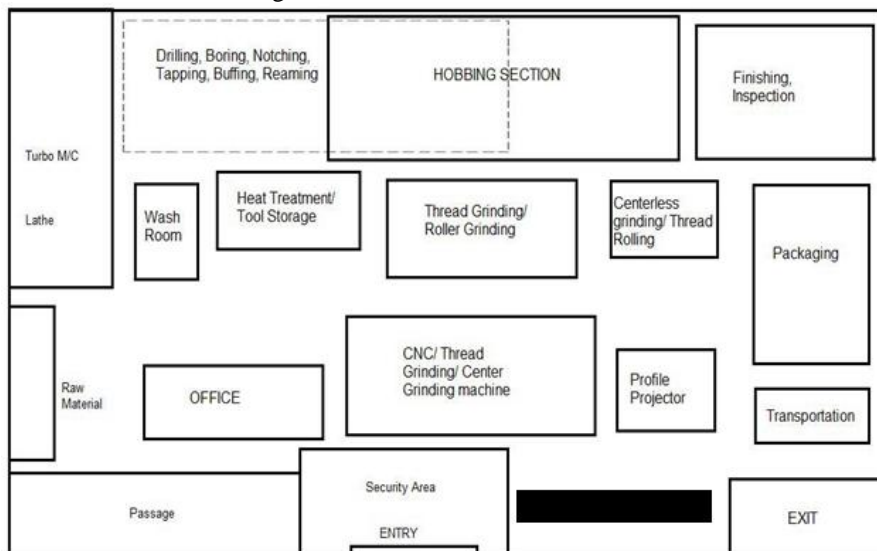 Drilling, Boring, Notching,
Tapping, Buffing, Reaming
HOBBING SECTION
Finishing,
Inspection
Turbo M/C
Lathe
Wash
Room
Heat Treatment/
Tool Storage
Thread Grinding/
Roller Grinding
Centerless
grinding/ Thread
Rolling
Packaging
Raw
Material
OFFICE
CNC/ Thread
Grinding/ Center
Grinding machine
Profile
Projector
Transportation
Passage
Security Area
ENTRY
EXIT